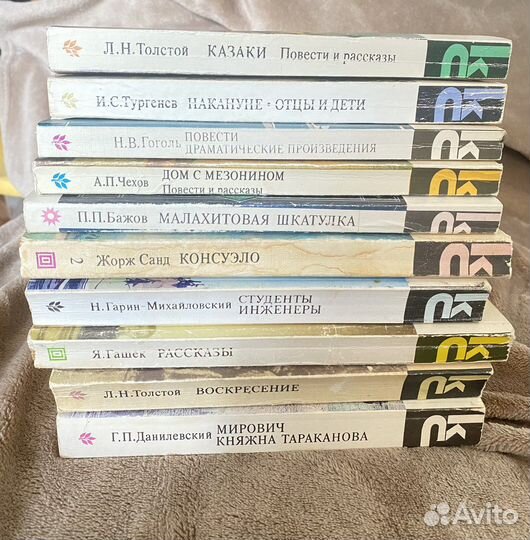 Л.Н.Толстой КАЗАКИ Повести и рассказы
И.С.Тургенев НАКАНУНЕ · ОТЦЫ И ДЕТИ
Н.В.Гоголь ПОВЕСТИ
ДРАМАТИЧЕСКИЕ ПРОИЗВЕДЕНИЯ
А.П.Чехов ДОМ С МЕЗОНИНОМ
Повести и рассказы
П.П.Бажов МАЛАХИТОВАЯ ШКАТУЛКА
2 Жорж Санд КОНСУЭЛО
Н.Гарин-Михайловский СТУДЕНТЫ
ИНЖЕНЕРЫ
Я.Гашек РАССКАЗЫ
Л.Н.Толстой ВОСКРЕСЕНИЕ
Г.П.Данилевский МИРОВИЧ
КНЯЖНА ТАРАКАНОВА
Avito